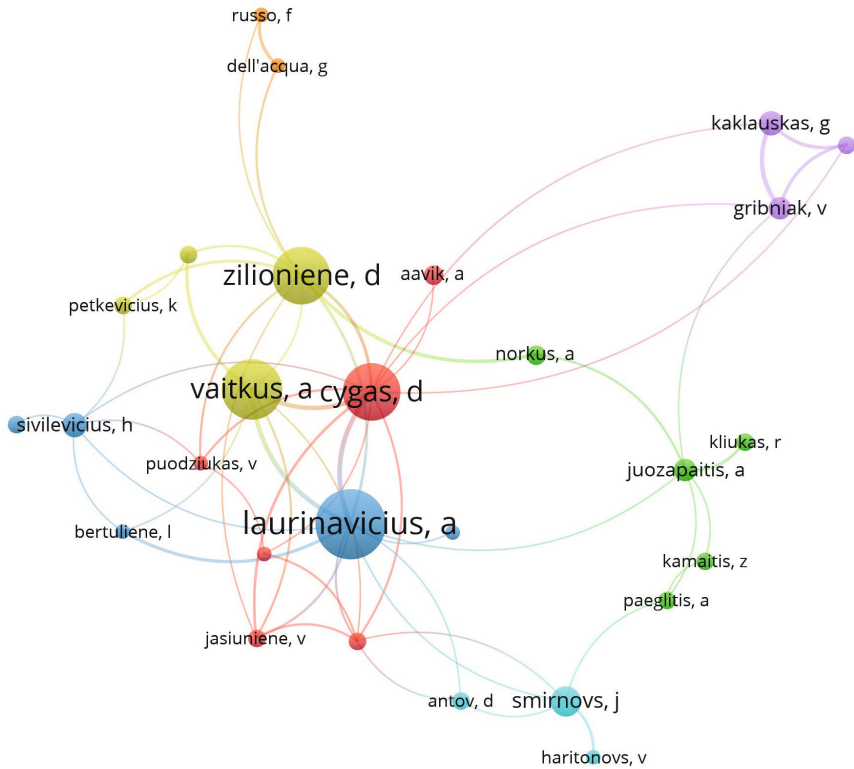 russo, f
dell'acqua, g
kaklauskas, g
gribniak, v
zilioniene, d
aavik, a
petkevicius, k
norkus, a
vaitkus, a
cygas, d
sivilevicius, h
kliukas, r
puodziukas, v
juozapaitis, a
laurinavicius, a
bertuliene, l
kamaitis, z
paeglitis, a
jasiuniene, v
antov, d
smirnovs, j
haritonovs, v